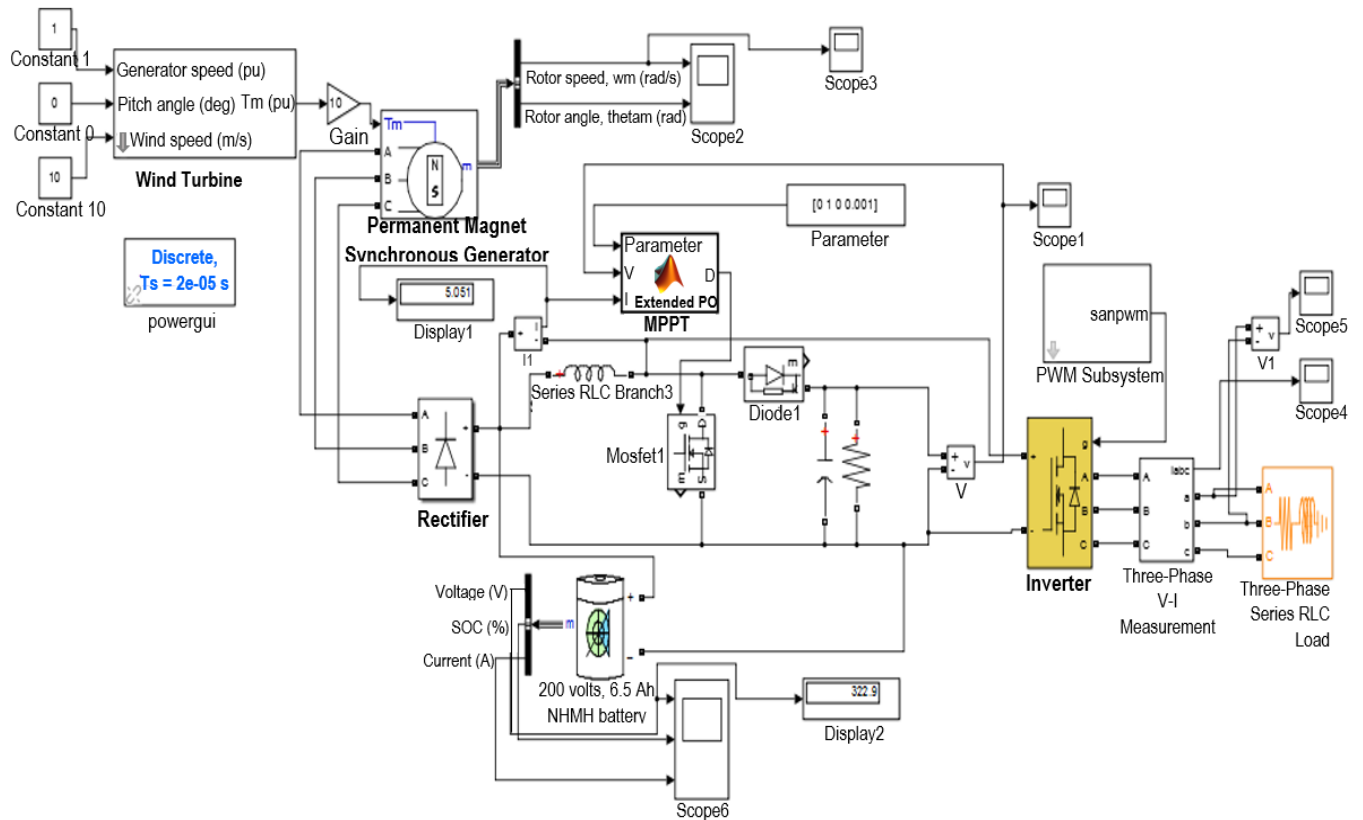 1
Constant 1
Generator speed (pu)
0
Pitch angle (deg)
Tm (pu)
Constant 0
Wind speed (m/s)
10
Constant 10
Wind Turbine
10
Gain
Tm
A
B
C
N
S
m
Permanent Magnet
Synchronous Generator
Rotor speed, wm (rad/s)
Rotor angle, thetam (rad)
Scope2
Scope3
Discrete,
Ts = 2e-05 s
powergui
5.051
Display1
Parameter
V
I
D
Extended PO
MPPT
[0 1 0 0.001]
Parameter
Scope1
sanpwm
PWM Subsystem
+
-
v
V1
Scope5
Scope4
+
I
-
I1
Series RLC Branch3
m
Diode1
g
D
S
m
Mosfet1
A
B
C
+
-
Rectifier
+
-
v
V
+
-
g
A
B
C
Inverter
A
B
C
Iabc
a
b
c
Three-Phase
V-I
Measurement
A
B
C
Three-Phase
Series RLC
Load
Voltage (V)
SOC (%)
Current (A)
m
+
-
200 volts, 6.5 Ah
NHMH battery
322.9
Display2
Scope6